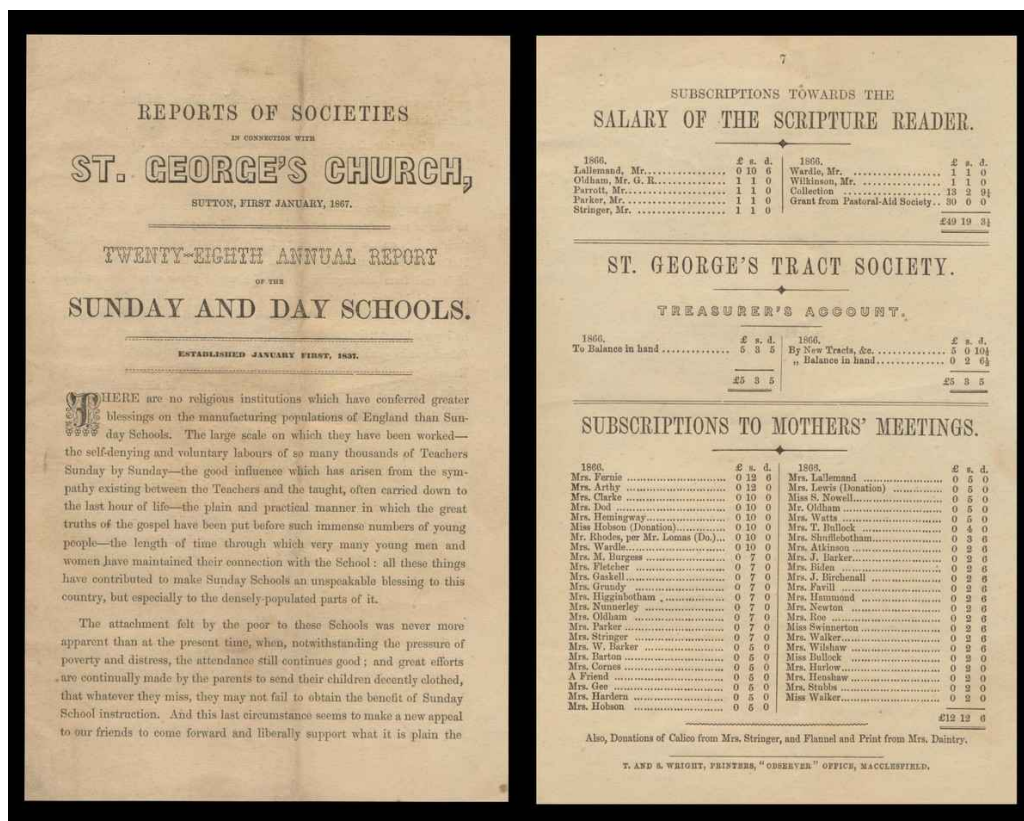 REPORTS OF SOCIETIES
IN CONNECTION WITH
ST. GEORGE'S CHURCH,
SUTTON, FIRST JANUARY, 1867.
TWENTY-EIGHTH ANNUAL REPORT
OF THE
SUNDAY AND DAY SCHOOLS.
ESTABLISHED JANUARY FIRST, 1837.
THERE are no religious institutions which have conferred greater
blessings on the manufacturing populations of England than Sun-
day Schools. The large scale on which they have been worked—
the self-denying and voluntary labours of so many thousands of Teachers
Sunday by Sunday—the good influence which has arisen from the sym-
pathy existing between the Teachers and the taught, often carried down to
the last hour of life—the plain and practical manner in which the great
truths of the gospel have been put before such immense numbers of young
people—the length of time through which very many young men and
women have maintained their connection with the School: all these things
have contributed to make Sunday Schools an unspeakable blessing to this
country, but especially to the densely-populated parts of it.
The attachment felt by the poor to these Schools was never more
apparent than at the present time, when, notwithstanding the pressure of
poverty and distress, the attendance still continues good; and great efforts
are continually made by the parents to send their children decently clothed,
that whatever they miss, they may not fail to obtain the benefit of Sunday
School instruction. And this last circumstance seems to make a new appeal
to our friends to come forward and liberally support what it is plain the
7
SUBSCRIPTIONS TOWARDS THE
SALARY OF THE SCRIPTURE READER.
1866. £ s. d.
Lallemand, Mr. 0 10 6
Oldham, Mr. G. R. 1 1 0
Parrott, Mr. 1 1 0
Parker, Mr. 1 1 0
Stringer, Mr. 1 1 0
1866. £ s. d.
Wardle, Mr. 1 1 0
Wilkinson, Mr. 1 1 0
Collection 13 2 9½
Grant from Pastoral-Aid Society.. 30 0 0
£49 19 3½
ST. GEORGE'S TRACT SOCIETY.
TREASURER'S ACCOUNT.
1866. £ s. d.
To Balance in hand 5 3 5
£5 3 5
1866. £ s. d.
By New Tracts, &c. 5 0 10½
„ Balance in hand 0 2 6½
£5 3 5
SUBSCRIPTIONS TO MOTHERS' MEETINGS.
1866. £ s. d.
Mrs. Fernie 0 12 6
Mrs. Arthy 0 12 0
Mrs. Clarke 0 10 0
Mrs. Dod 0 10 0
Mrs. Hemingway 0 10 0
Miss Hobson (Donation) 0 10 0
Mr. Rhodes, per Mr. Lomas (Do.) 0 10 0
Mrs. Wardle 0 10 0
Mrs. M. Burgess 0 7 0
Mrs. Fletcher 0 7 0
Mrs. Gaskell 0 7 0
Mrs. Grundy 0 7 0
Mrs. Higginbotham 0 7 0
Mrs. Nunnerley 0 7 0
Mrs. Oldham 0 7 0
Mrs. Parker 0 7 0
Mrs. Stringer 0 7 0
Mrs. W. Barker 0 5 0
Mrs. Barton 0 5 0
Mrs. Cornes 0 5 0
A Friend 0 5 0
Mrs. Gee 0 5 0
Mrs. Hardern 0 5 0
Mrs. Hobson 0 5 0
1866. £ s. d.
Mrs. Lallemand 0 5 0
Mrs. Lewis (Donation) 0 5 0
Miss S. Nowell 0 5 0
Mr. Oldham 0 5 0
Mrs. Watts 0 5 0
Mrs. T. Bullock 0 4 0
Mrs. Shufflebotham 0 3 6
Mrs. Atkinson 0 2 6
Mrs. J. Barker 0 2 6
Mrs. Biden 0 2 6
Mrs. J. Birchenall 0 2 6
Mrs. Favill 0 2 6
Mrs. Hammond 0 2 6
Mrs. Newton 0 2 6
Mrs. Roe 0 2 6
Miss Swinnerton 0 2 6
Mrs. Walker 0 2 6
Mrs. Wilshaw 0 2 6
Miss Bullock 0 2 0
Mrs. Harlow 0 2 0
Mrs. Henshaw 0 2 0
Mrs. Stubbs 0 2 0
Miss Walker 0 2 0
£12 12 6
Also, Donations of Calico from Mrs. Stringer, and Flannel and Print from Mrs. Daintry.
T. AND S. WRIGHT, PRINTERS, "OBSERVER" OFFICE, MACCLESFIELD.